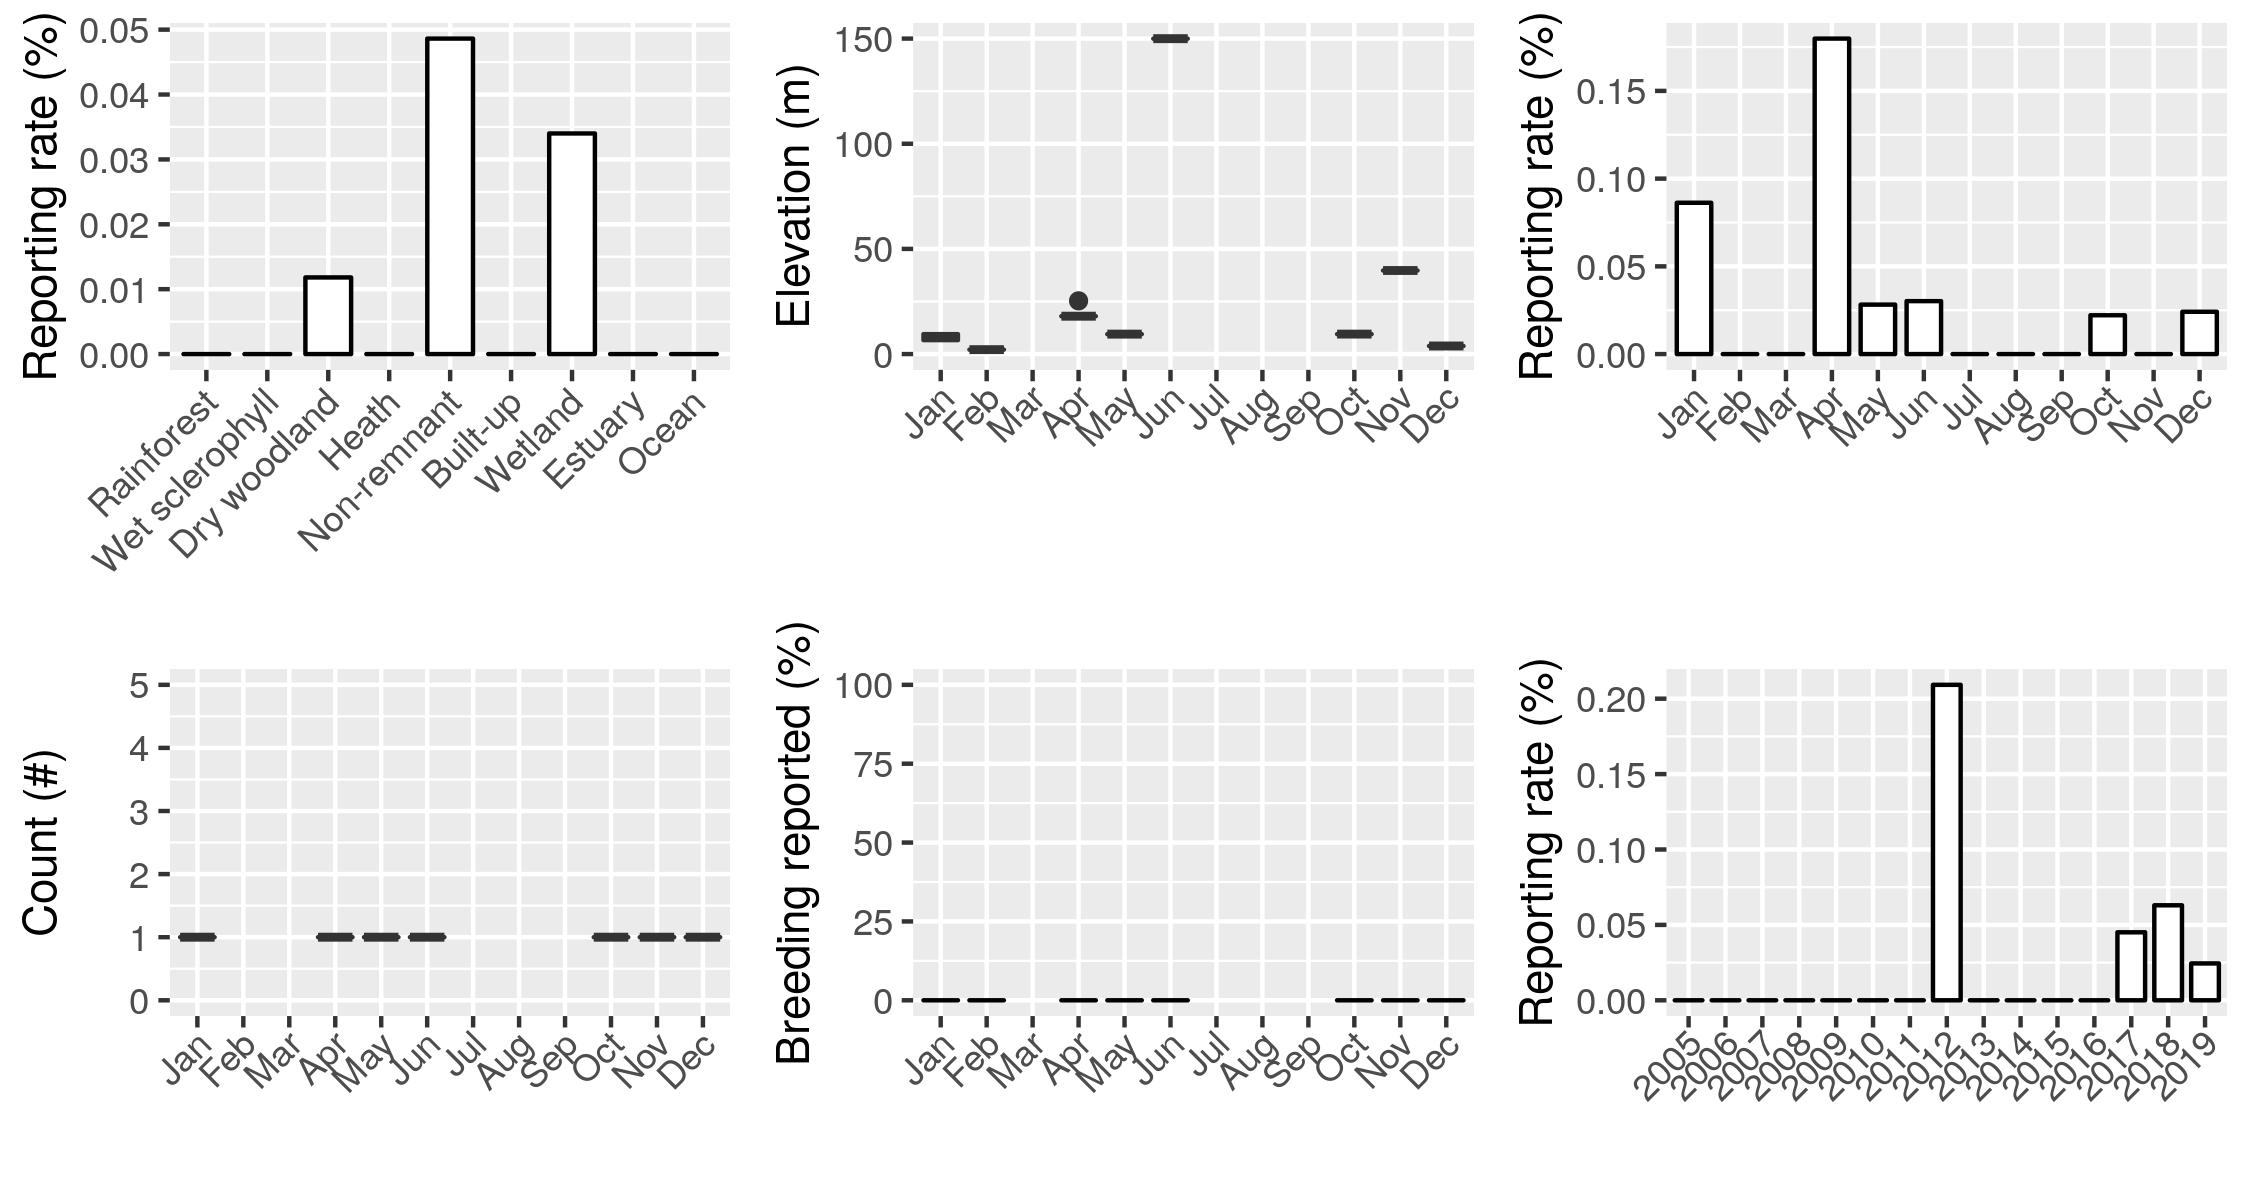 Reporting rate (%)
0.05
0.04
0.03
0.02
0.01
0.00
Rainforest
Wet sclerophyll
Dry woodland
Heath
Non-remnant
Built-up
Wetland
Estuary
Ocean
Elevation (m)
150
100
50
0
Jan
Feb
Mar
Apr
May
Jun
Jul
Aug
Sep
Oct
Nov
Dec
Reporting rate (%)
0.15
0.10
0.05
0.00
Jan
Feb
Mar
Apr
May
Jun
Jul
Aug
Sep
Oct
Nov
Dec
Count (#)
5
4
3
2
1
0
Jan
Feb
Mar
Apr
May
Jun
Jul
Aug
Sep
Oct
Nov
Dec
Breeding reported (%)
100
75
50
25
0
Jan
Feb
Mar
Apr
May
Jun
Jul
Aug
Sep
Oct
Nov
Dec
Reporting rate (%)
0.20
0.15
0.10
0.05
0.00
2005
2006
2007
2008
2009
2010
2011
2012
2013
2014
2015
2016
2017
2018
2019